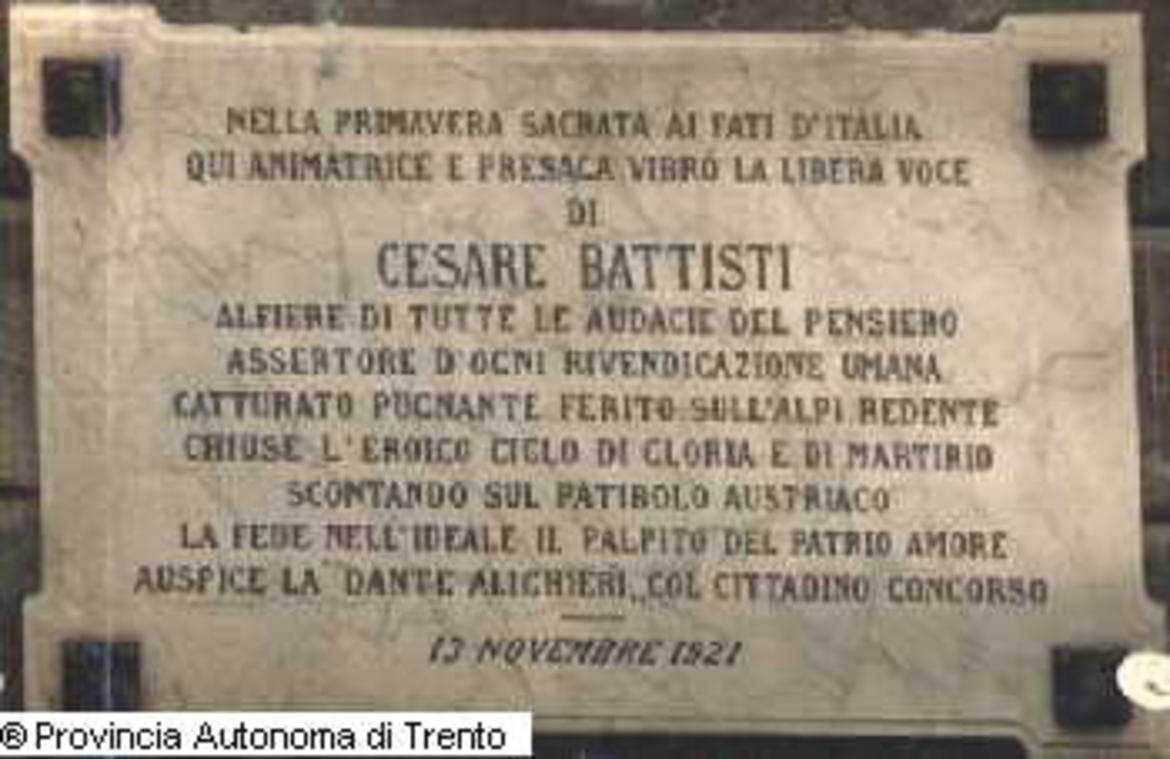 NELLA PRIMAVERA SACRATA AI FATI D'ITALIA
QUI ANIMATRICE E PRESAGA VIBRÒ LA LIBERA VOCE
DI
CESARE BATTISTI
ALFIERE DI TUTTE LE AUDACIE DEL PENSIERO
ASSERTORE D'OGNI RIVENDICAZIONE UMANA
CATTURATO PUGNANTE FERITO SULL'ALPI REDENTE
CHIUSE L'EROICO CICLO DI GLORIA E DI MARTIRIO
SCONTANDO SUL PATIBOLO AUSTRIACO
LA FEDE NELL'IDEALE IL PALPITO DEL PATRIO AMORE
AUSPICE LA "DANTE ALIGHIERI„ COL CITTADINO CONCORSO
13 NOVEMBRE 1921
® Provincia Autonoma di Trento